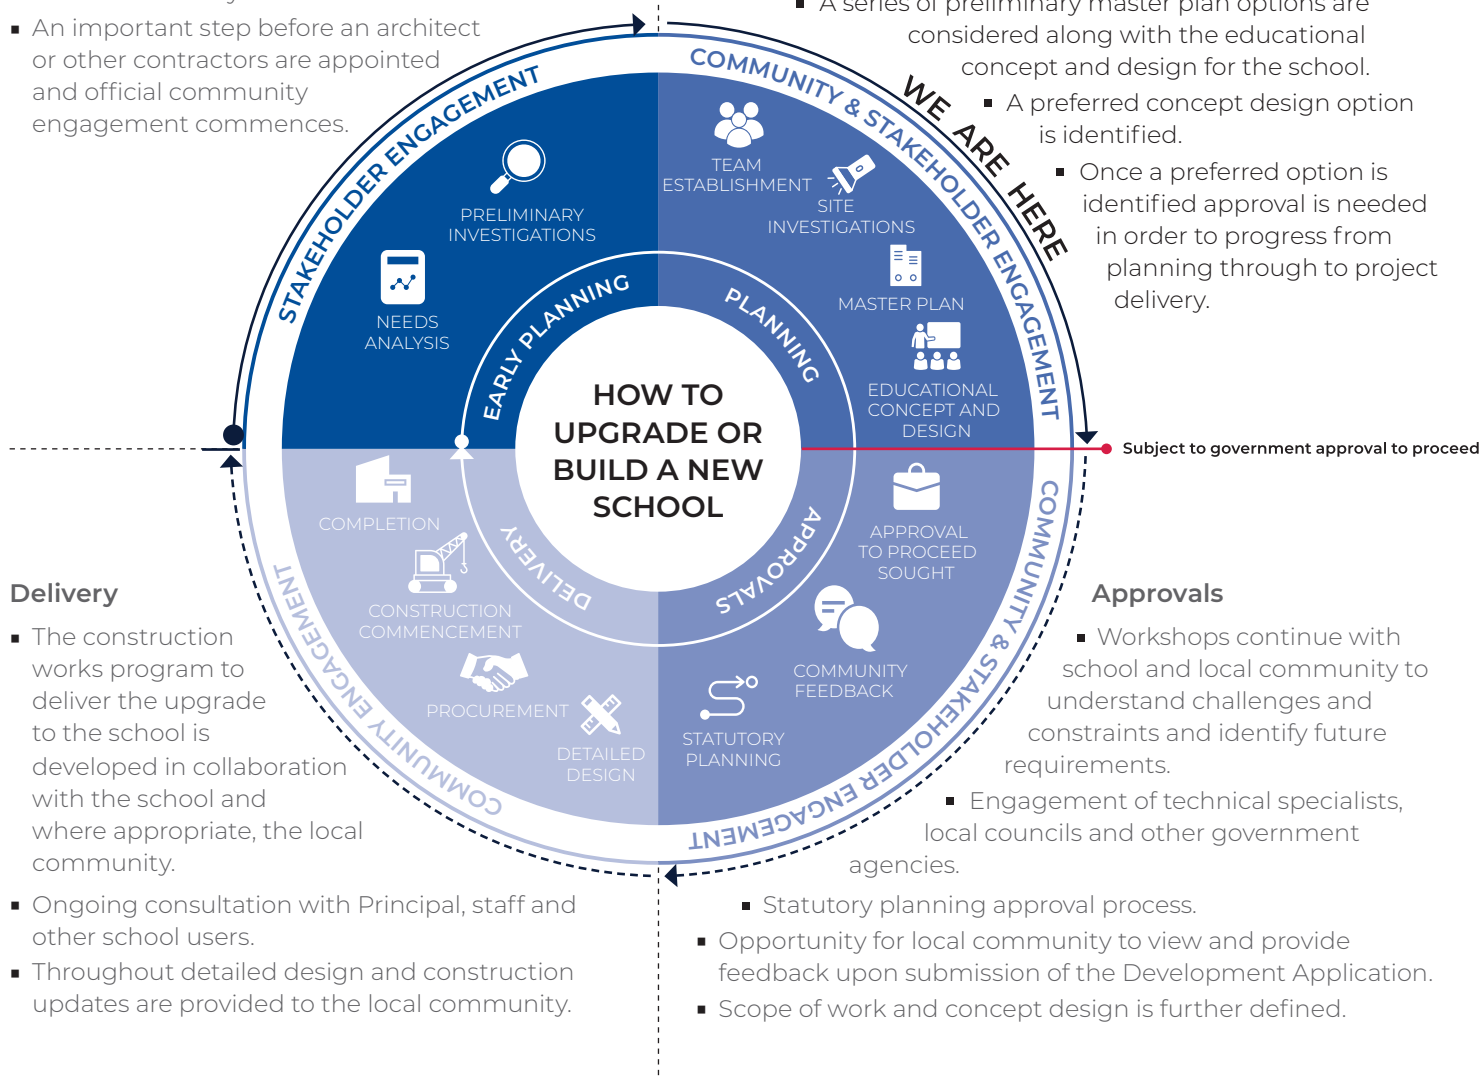 An important step before an architect
or other contractors are appointed
and official community
engagement commences.
A series of preliminary master plan options are
considered along with the educational
concept and design for the school.
A preferred concept design option
is identified.
Once a preferred option is
identified approval is needed
in order to progress from
planning through to project
delivery.
WE ARE HERE
STAKEHOLDER ENGAGEMENT
COMMUNITY & STAKEHOLDER ENGAGEMENT
PRELIMINARY
INVESTIGATIONS
NEEDS
ANALYSIS
EARLY PLANNING
TEAM
ESTABLISHMENT
SITE
INVESTIGATIONS
MASTER PLAN
EDUCATIONAL
CONCEPT AND
DESIGN
PLANNING
HOW TO
UPGRADE OR
BUILD A NEW
SCHOOL
Subject to government approval to proceed
APPROVALS
APPROVAL
TO PROCEED
SOUGHT
COMMUNITY
FEEDBACK
STATUTORY
PLANNING
COMMUNITY & STAKEHOLDER ENGAGEMENT
DELIVERY
COMPLETION
CONSTRUCTION
COMMENCEMENT
PROCUREMENT
DETAILED
DESIGN
COMMUNITY ENGAGEMENT
Delivery
The construction
works program to
deliver the upgrade
to the school is
developed in collaboration
with the school and
where appropriate, the local
community.
Ongoing consultation with Principal, staff and
other school users.
Throughout detailed design and construction
updates are provided to the local community.
Approvals
Workshops continue with
school and local community to
understand challenges and
constraints and identify future
requirements.
Engagement of technical specialists,
local councils and other government
agencies.
Statutory planning approval process.
Opportunity for local community to view and provide
feedback upon submission of the Development Application.
Scope of work and concept design is further defined.